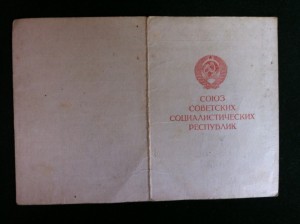 СОЮЗ
СОВЕТСКИХ
СОЦИАЛИСТИЧЕСКИХ
РЕСПУБЛИК